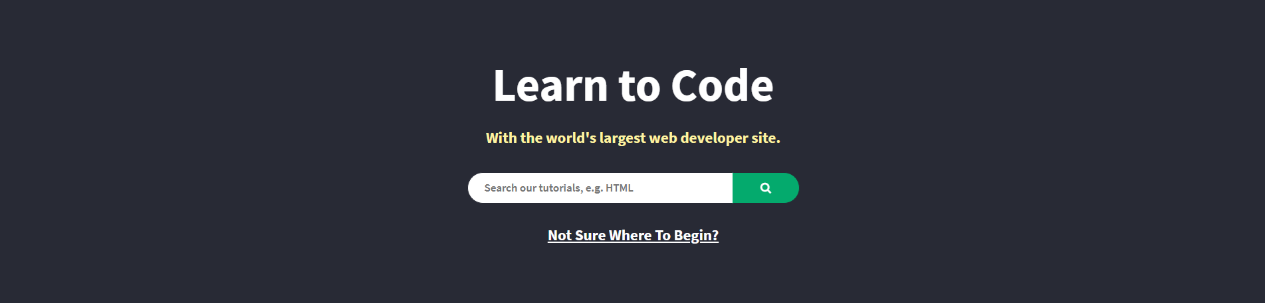 Learn to Code
With the world's largest web developer site.
Search our tutorials, e.g. HTML
Not Sure Where To Begin?